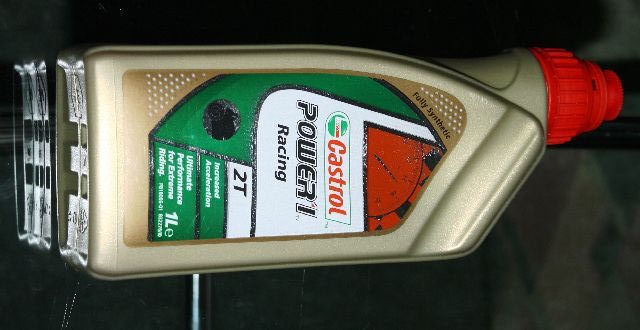 Fully Synthetic
Castrol
POWER 1
Racing
2T
Increased
Acceleration
Ultimate
Performance
for Extreme
Riding.
1L e